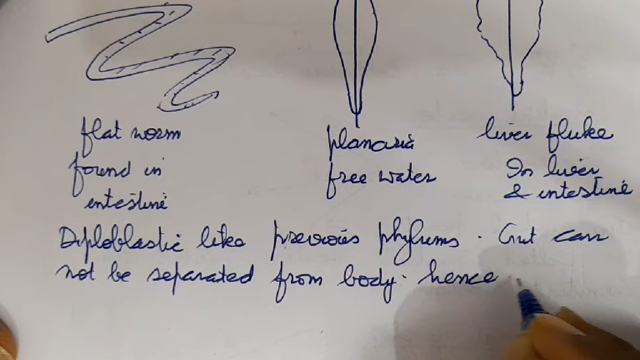 flat worm
found in
entestine
planaria
free water
liver fluke
In liver
& intestine
Diploblastic like previous phylums. Gut can
not be separated from body. hence